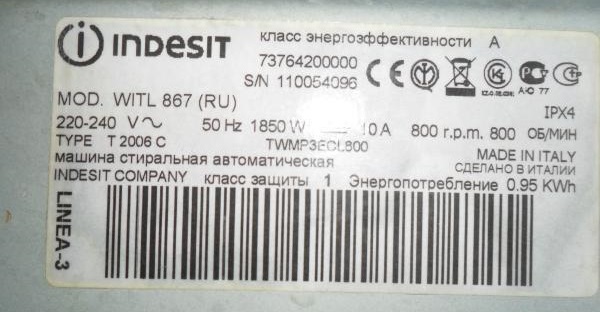 INDESIT
класс энергоэффективности A
73764200000
S/N 110054096
MOD. WITL 867 (RU)
IPX4
220-240 V 50 Hz 1850 W 10 A 800 r.p.m. 800 ОБ/МИН
TYPE T 2006 C TWMP3ECL800
MADE IN ITALY
машина стиральная автоматическая
СДЕЛАНО В ИТАЛИИ
INDESIT COMPANY класс защиты 1 Энергопотребление 0.95 KWh
LINEA-3